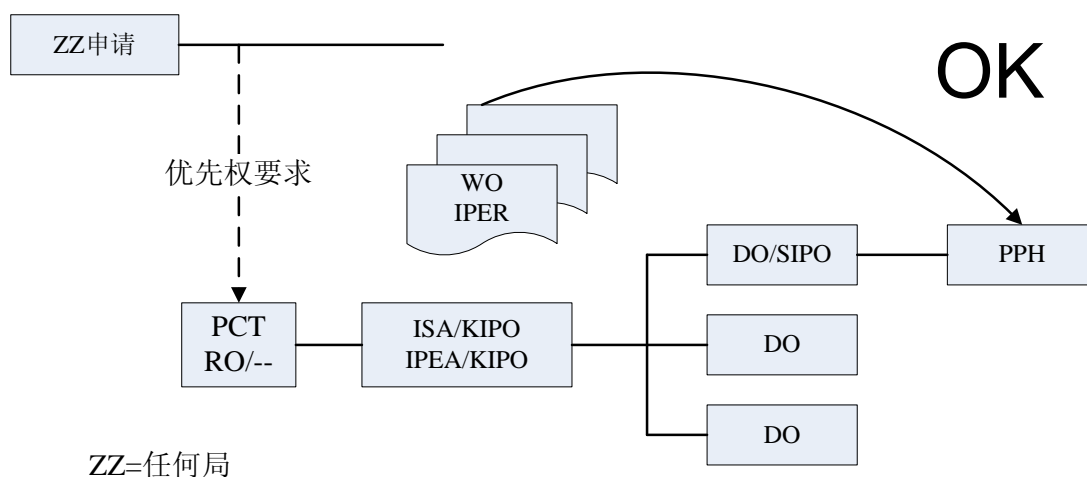 ZZ申请
OK
优先权要求
WO
IPER
DO/SIPO
PPH
PCT
RO/--
ISA/KIPO
IPEA/KIPO
DO
DO
ZZ=任何局